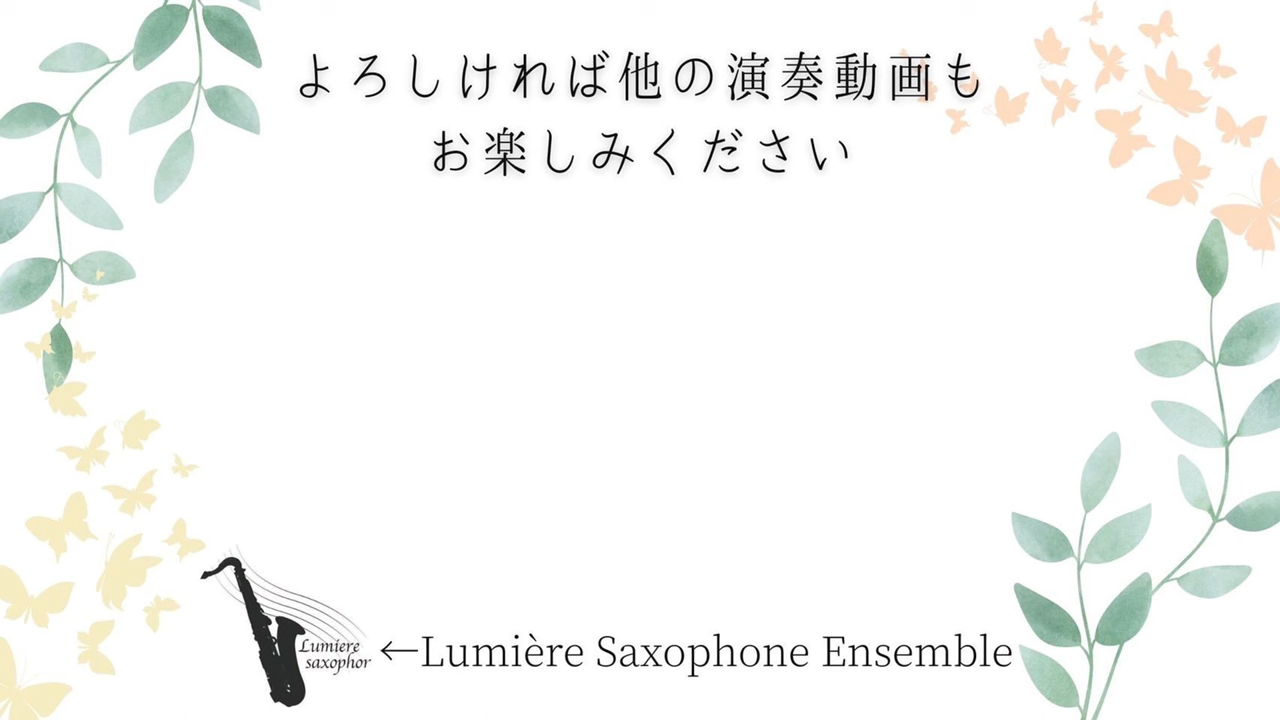 よろしければ他の演奏動画も
お楽しみください
Lumiere
saxophor
←Lumière Saxophone Ensemble